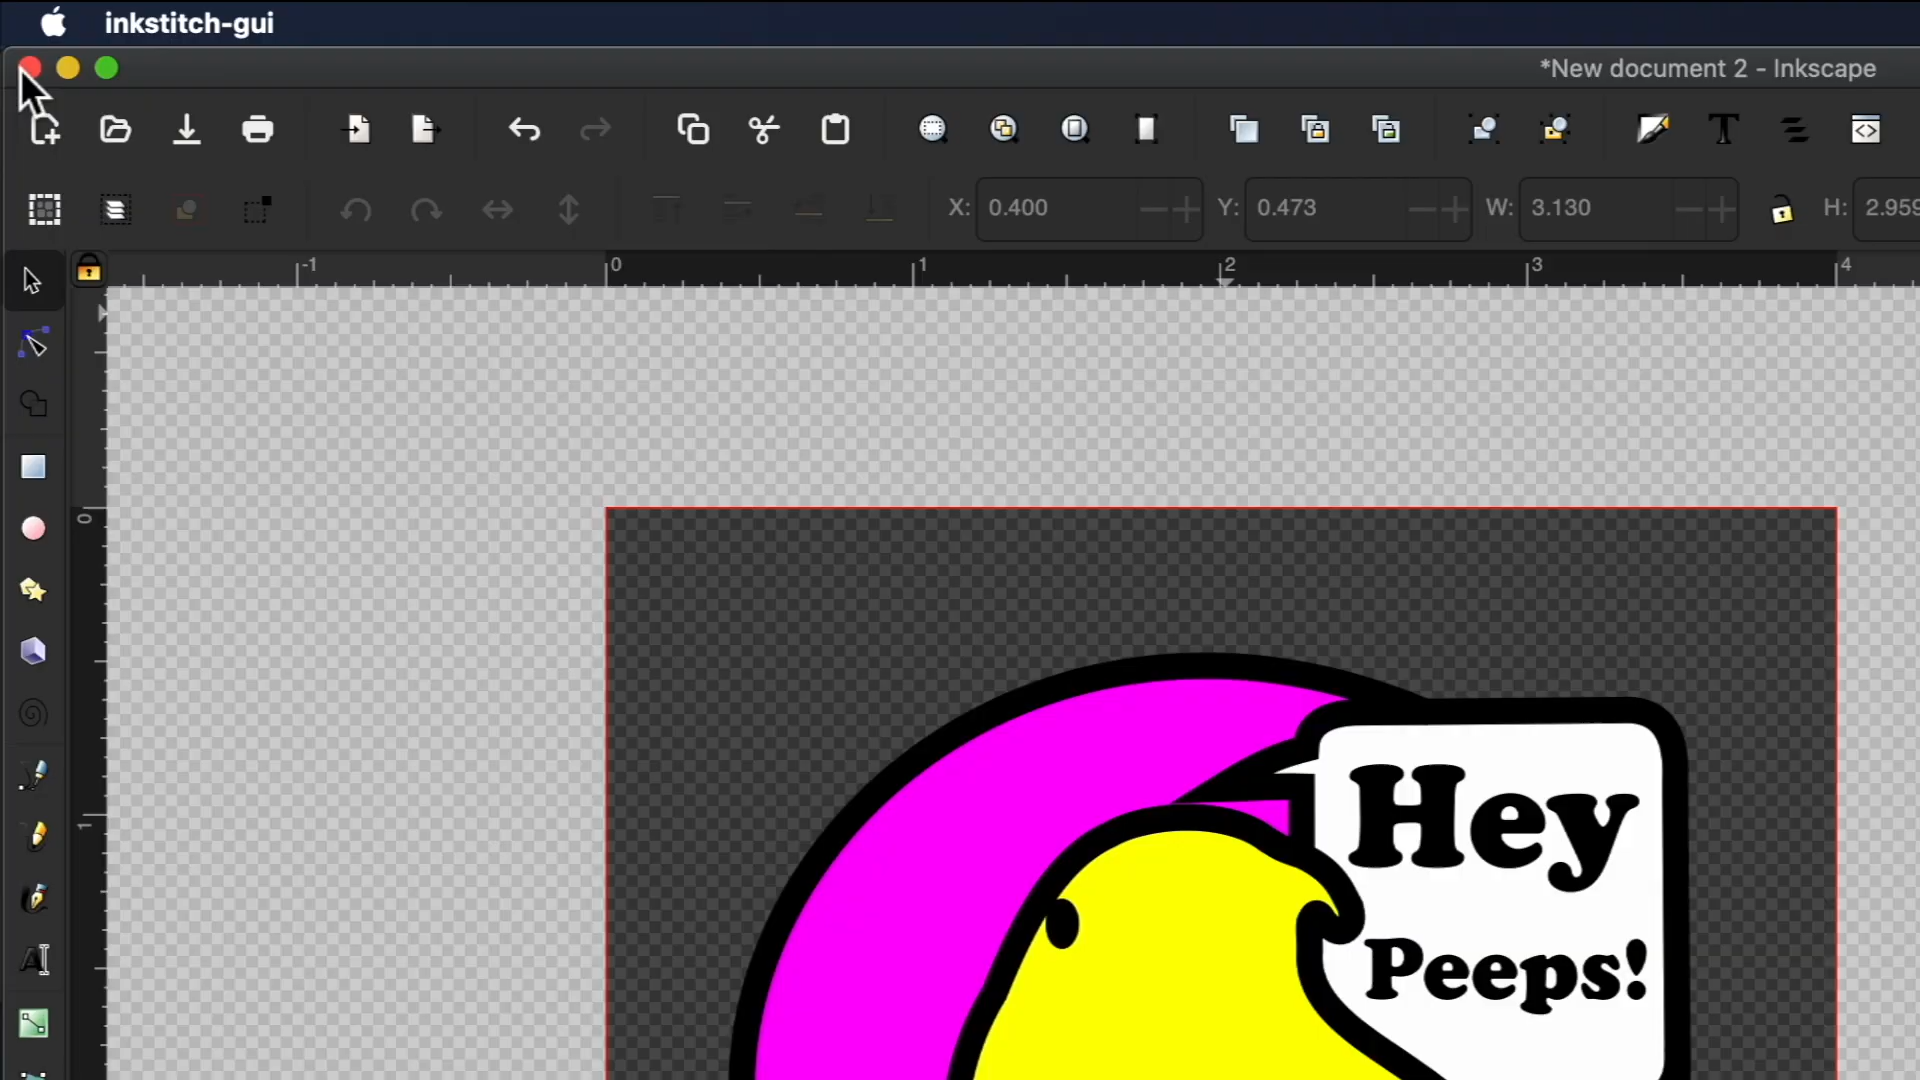 inkstitch-gui
*New document 2 - Inkscape
X: 0.400 Y: 0.473 W: 3.130 H: 2.959
-1 0 1 2 3 4
0
1
Hey
Peeps!